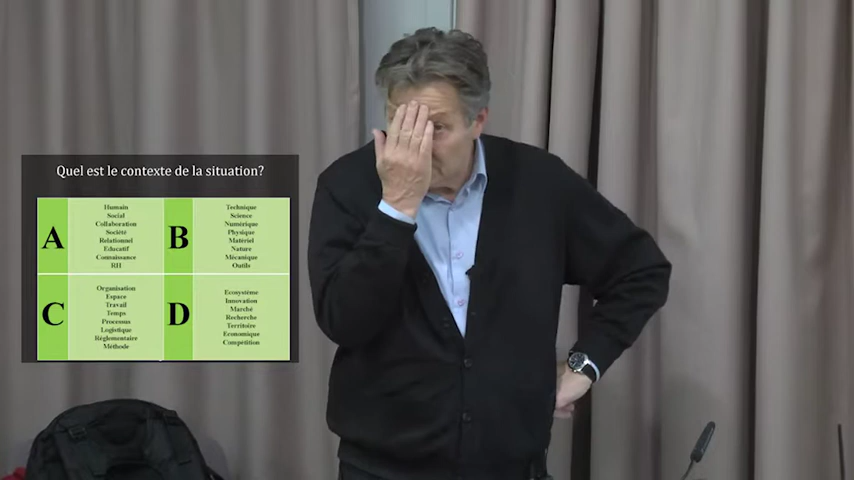 Quel est le contexte de la situation?
A
Humain
Social
Collaboration
Société
Relationnel
Educatif
Connaissance
RH
B
Technique
Science
Numérique
Physique
Matériel
Nature
Mécanique
Outils
C
Organisation
Espace
Travail
Temps
Processus
Logistique
Règlementaire
Méthode
D
Ecosystème
Innovation
Marché
Recherche
Territoire
Economique
Compétition